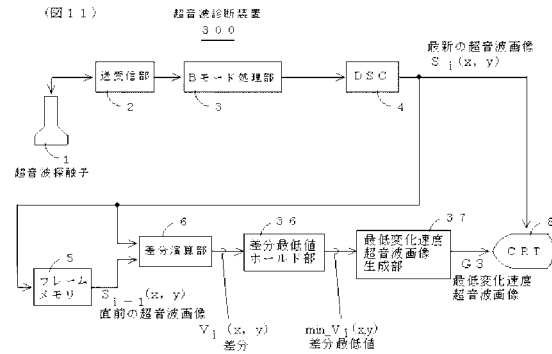 (図11)
超音波診断装置
300
最新の超音波画像
Si(x, y)
送受信部
Bモード処理部
DSC
2
3
4
1
超音波探触子
6
36
37
8
差分演算部
差分最低値
ホールド部
最低変化速度
超音波画像
生成部
CRT
G3
最低変化速度
超音波画像
5
フレーム
メモリ
Si-1(x, y)
直前の超音波画像
Vi (x, y)
差分
min_Vi(x,y)
差分最低値